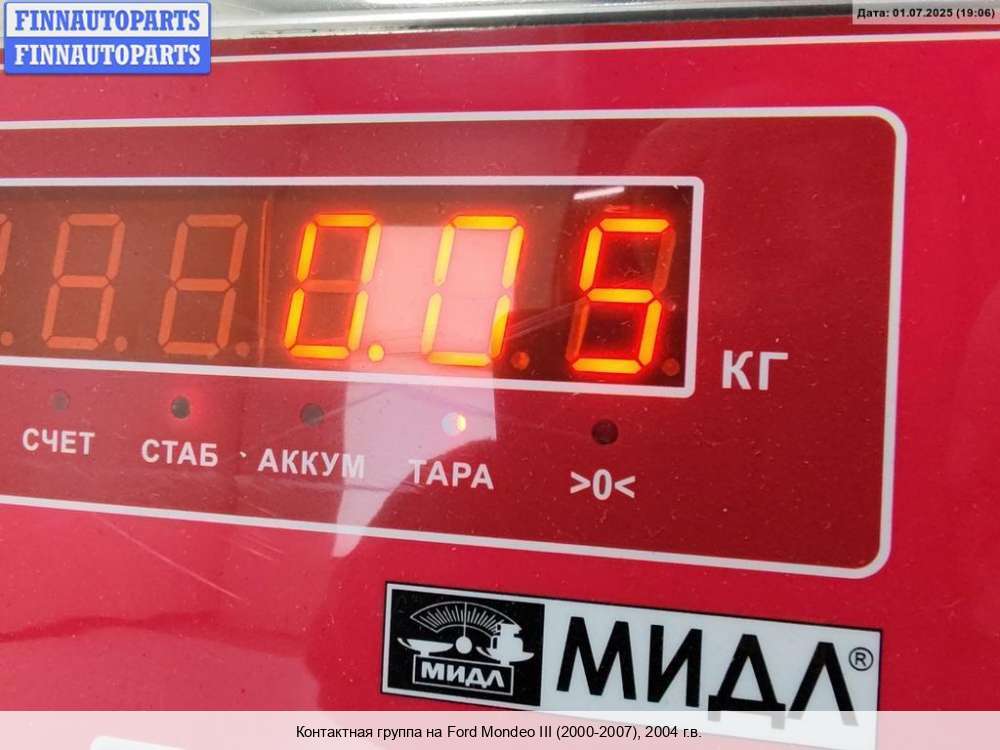 FINNAUTOPARTS
FINNAUTOPARTS
Дата: 01.07.2025 (19:06)
0.05
КГ
СЧЕТ СТАБ АККУМ ТАРА >0<
МИДЛ
МИДЛ®
Контактная группа на Ford Mondeo III (2000-2007), 2004 г.в.